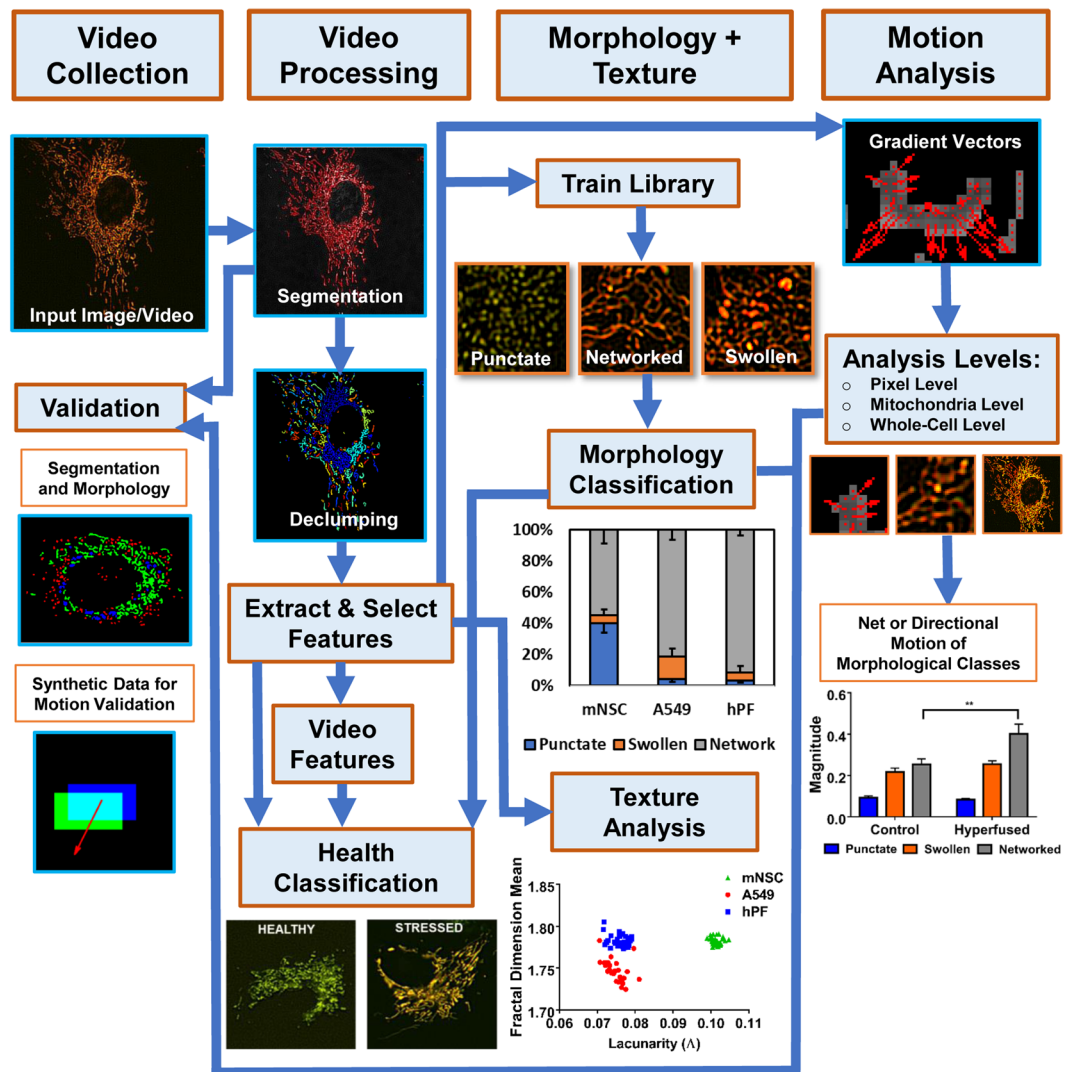 Video
Collection
Video
Processing
Morphology +
Texture
Motion
Analysis
Input Image/Video
Segmentation
Train Library
Gradient Vectors
Punctate
Networked
Swollen
Analysis Levels:
o Pixel Level
o Mitochondria Level
o Whole-Cell Level
Validation
Segmentation
and Morphology
Declumping
Morphology
Classification
100%
80%
60%
40%
20%
0%
mNSC
A549
hPF
Punctate
Swollen
Network
Extract & Select
Features
Synthetic Data for
Motion Validation
Video
Features
Net or Directional
Motion of
Morphological Classes
Magnitude
0.6
0.4
0.2
0.0
**
Control
Hyperfused
Punctate
Swollen
Networked
Health
Classification
HEALTHY
STRESSED
Texture
Analysis
Fractal Dimension Mean
1.85
1.80
1.75
1.70
mNSC
A549
hPF
0.06
0.07
0.08
0.09
0.10
0.11
Lacunarity (Λ)